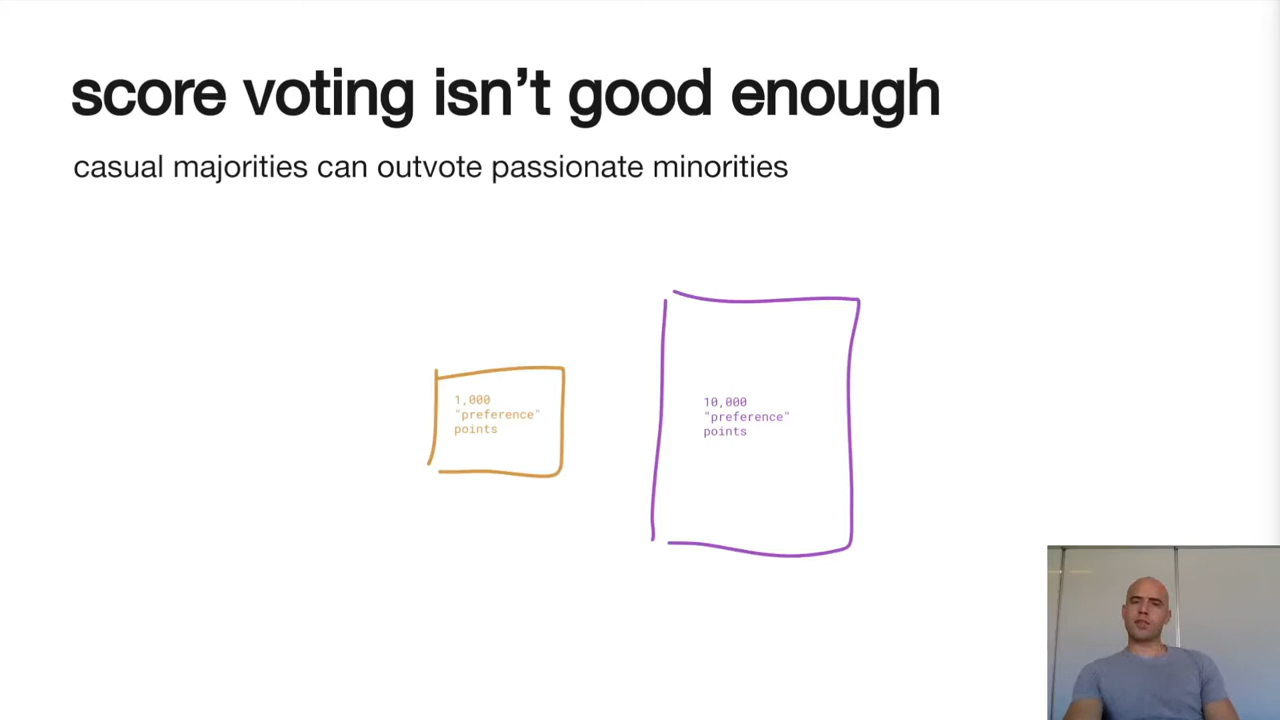 score voting isn’t good enough
casual majorities can outvote passionate minorities
1,000
"preference"
points
10,000
"preference"
points